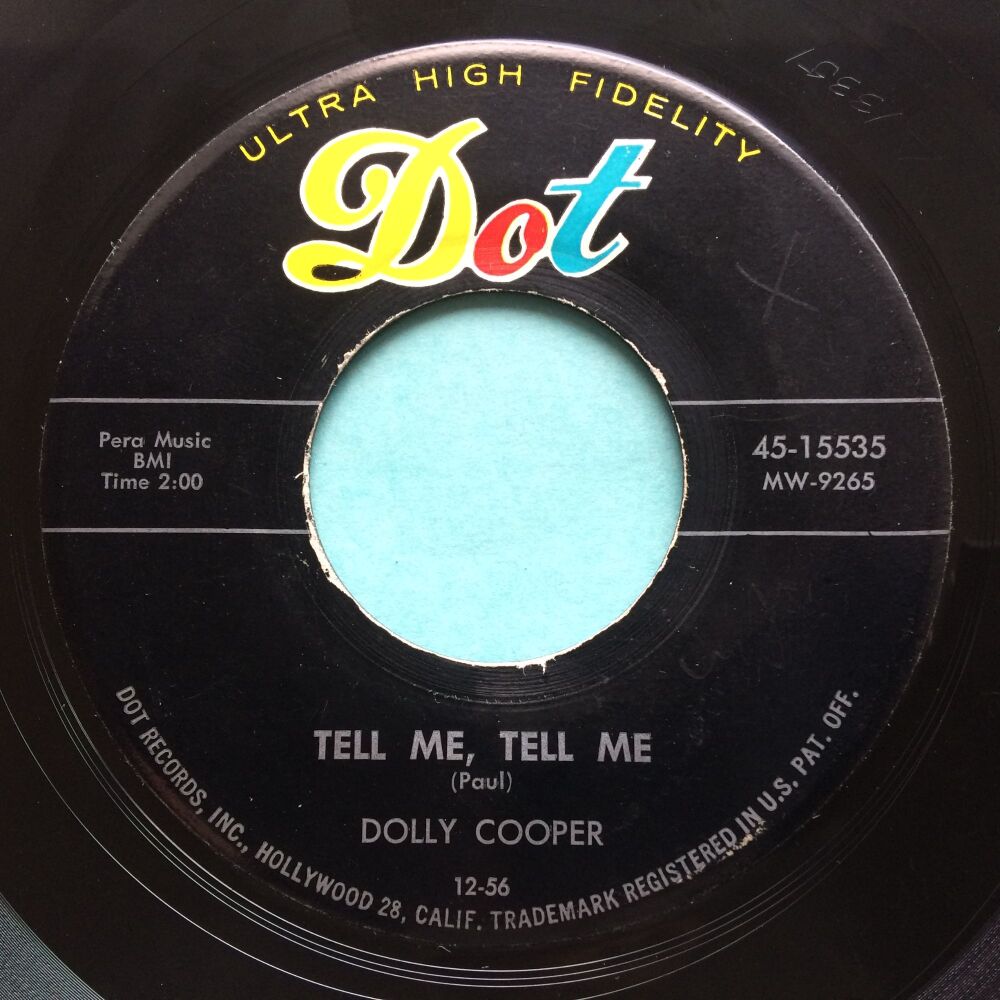 ULTRA HIGH FIDELITY
Dot
Pera Music
BMI
Time 2:00
45-15535
MW-9265
TELL ME, TELL ME
(Paul)
DOLLY COOPER
12-56
DOT RECORDS, INC., HOLLYWOOD 28, CALIF. TRADEMARK REGISTERED IN U.S. PAT. OFF.